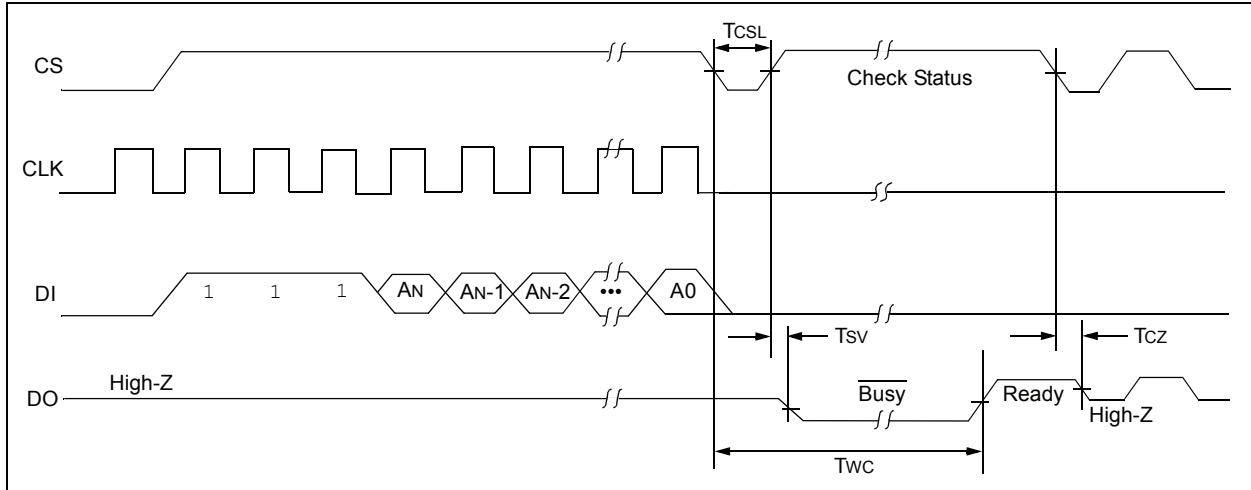 TCSL
CS
Check Status
CLK
DI
1 1 1 AN AN-1 AN-2 ••• A0
TSV
TCZ
High-Z
DO
Busy
Ready
High-Z
TWC